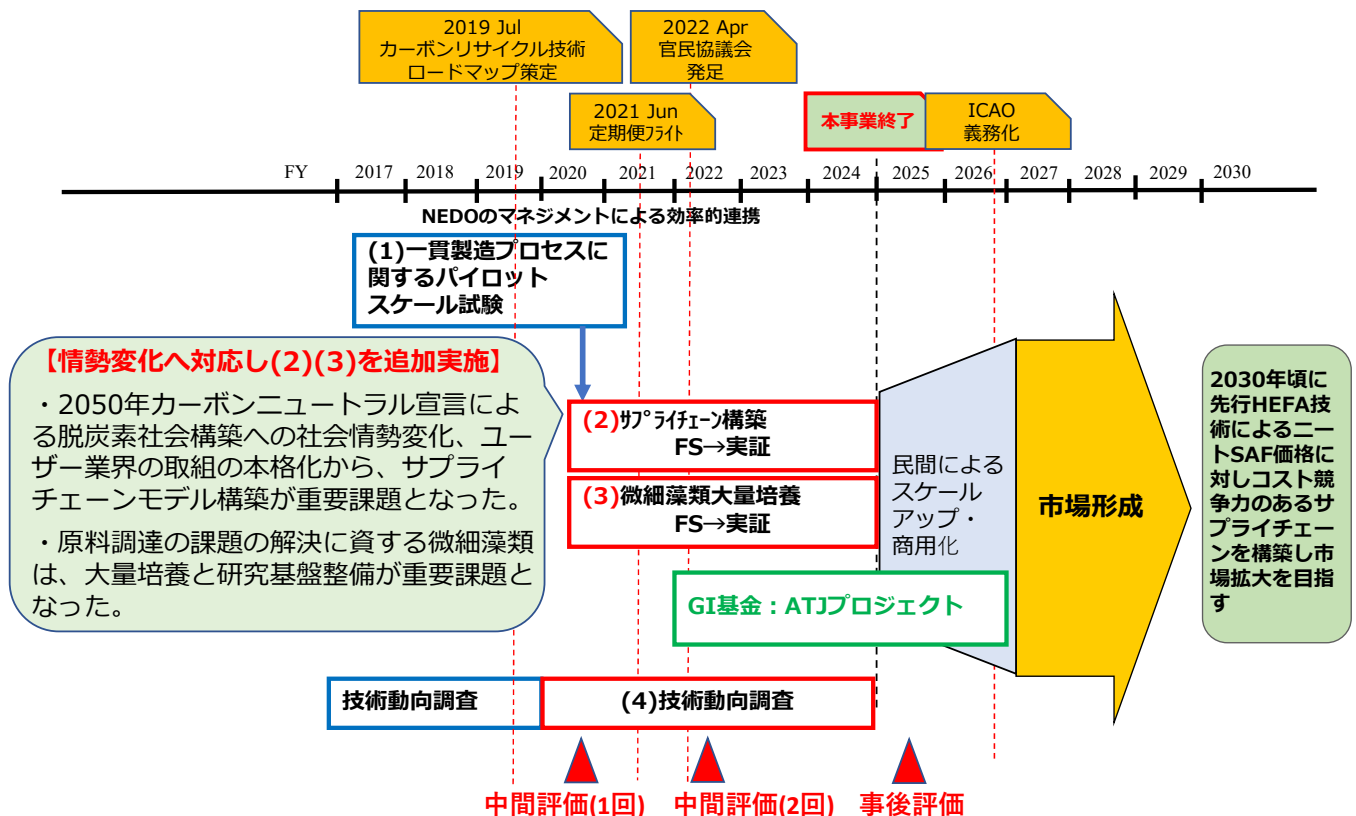 2019 Jul
カーボンリサイクル技術
ロードマップ策定
2022 Apr
官民協議会
発足
2021 Jun
定期便ﾌﾗｲﾄ
本事業終了
ICAO
義務化
FY 2017 2018 2019 2020 2021 2022 2023 2024 2025 2026 2027 2028 2029 2030
NEDOのマネジメントによる効率的連携
(1)一貫製造プロセスに
関するパイロット
スケール試験
【情勢変化へ対応し(2)(3)を追加実施】
・2050年カーボンニュートラル宣言によ
る脱炭素社会構築への社会情勢変化、ユー
ザー業界の取組の本格化から、サプライ
チェーンモデル構築が重要課題となった。
・原料調達の課題の解決に資する微細藻類
は、大量培養と研究基盤整備が重要課題と
なった。
(2)ｻﾌﾟﾗｲﾁｪｰﾝ構築
FS→実証
(3)微細藻類大量培養
FS→実証
民間による
スケール
アップ・
商用化
GI基金：ATJプロジェクト
市場形成
2030年頃に
先行HEFA技
術によるニー
トSAF価格に
対しコスト競
争力のあるサ
プライチェー
ンを構築し市
場拡大を目指
す
技術動向調査
(4)技術動向調査
中間評価(1回)
中間評価(2回)
事後評価